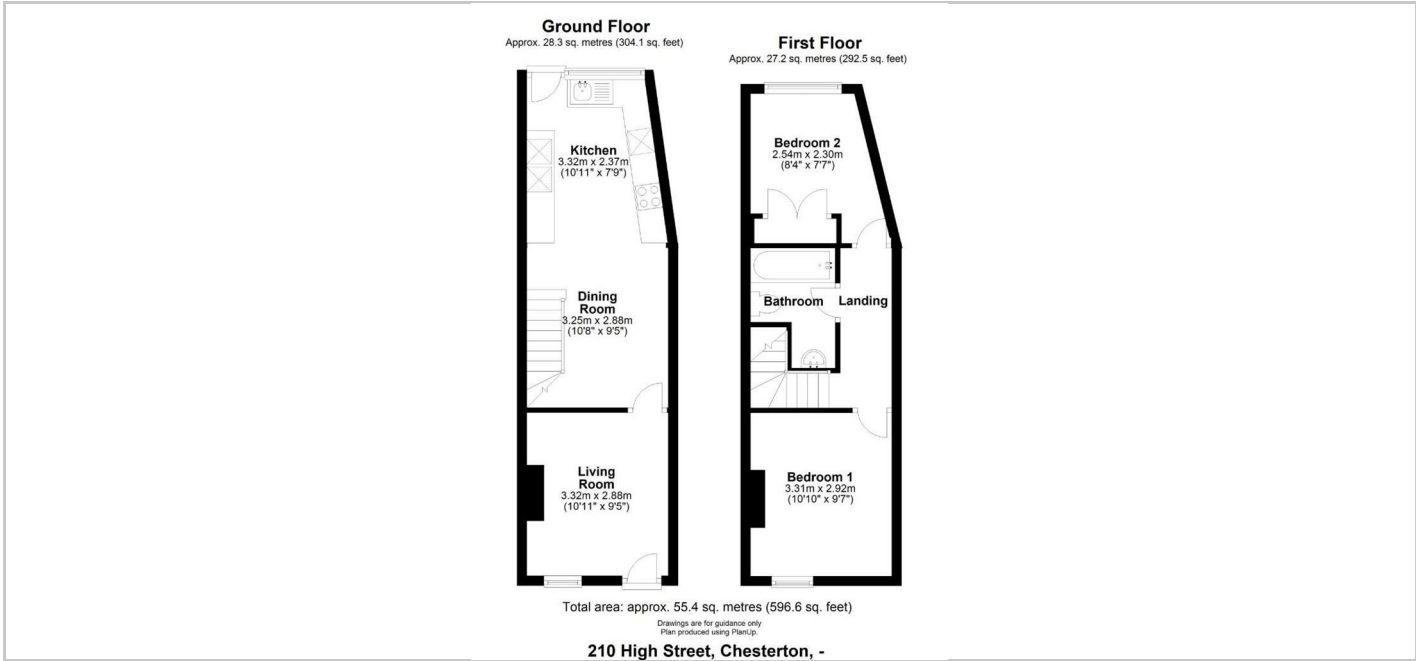 Ground Floor
Approx. 28.3 sq. metres (304.1 sq. feet)
Kitchen
3.32m x 2.37m
(10'11" x 7'9")
Dining
Room
3.25m x 2.88m
(10'8" x 9'5")
Living
Room
3.32m x 2.88m
(10'11" x 9'5")
First Floor
Approx. 27.2 sq. metres (292.5 sq. feet)
Bedroom 2
2.54m x 2.30m
(8'4" x 7'7")
Bathroom
Landing
Bedroom 1
3.31m x 2.92m
(10'10" x 9'7")
Total area: approx. 55.4 sq. metres (596.6 sq. feet)
Drawings are for guidance only
Plan produced using PlanUp.
210 High Street, Chesterton, -